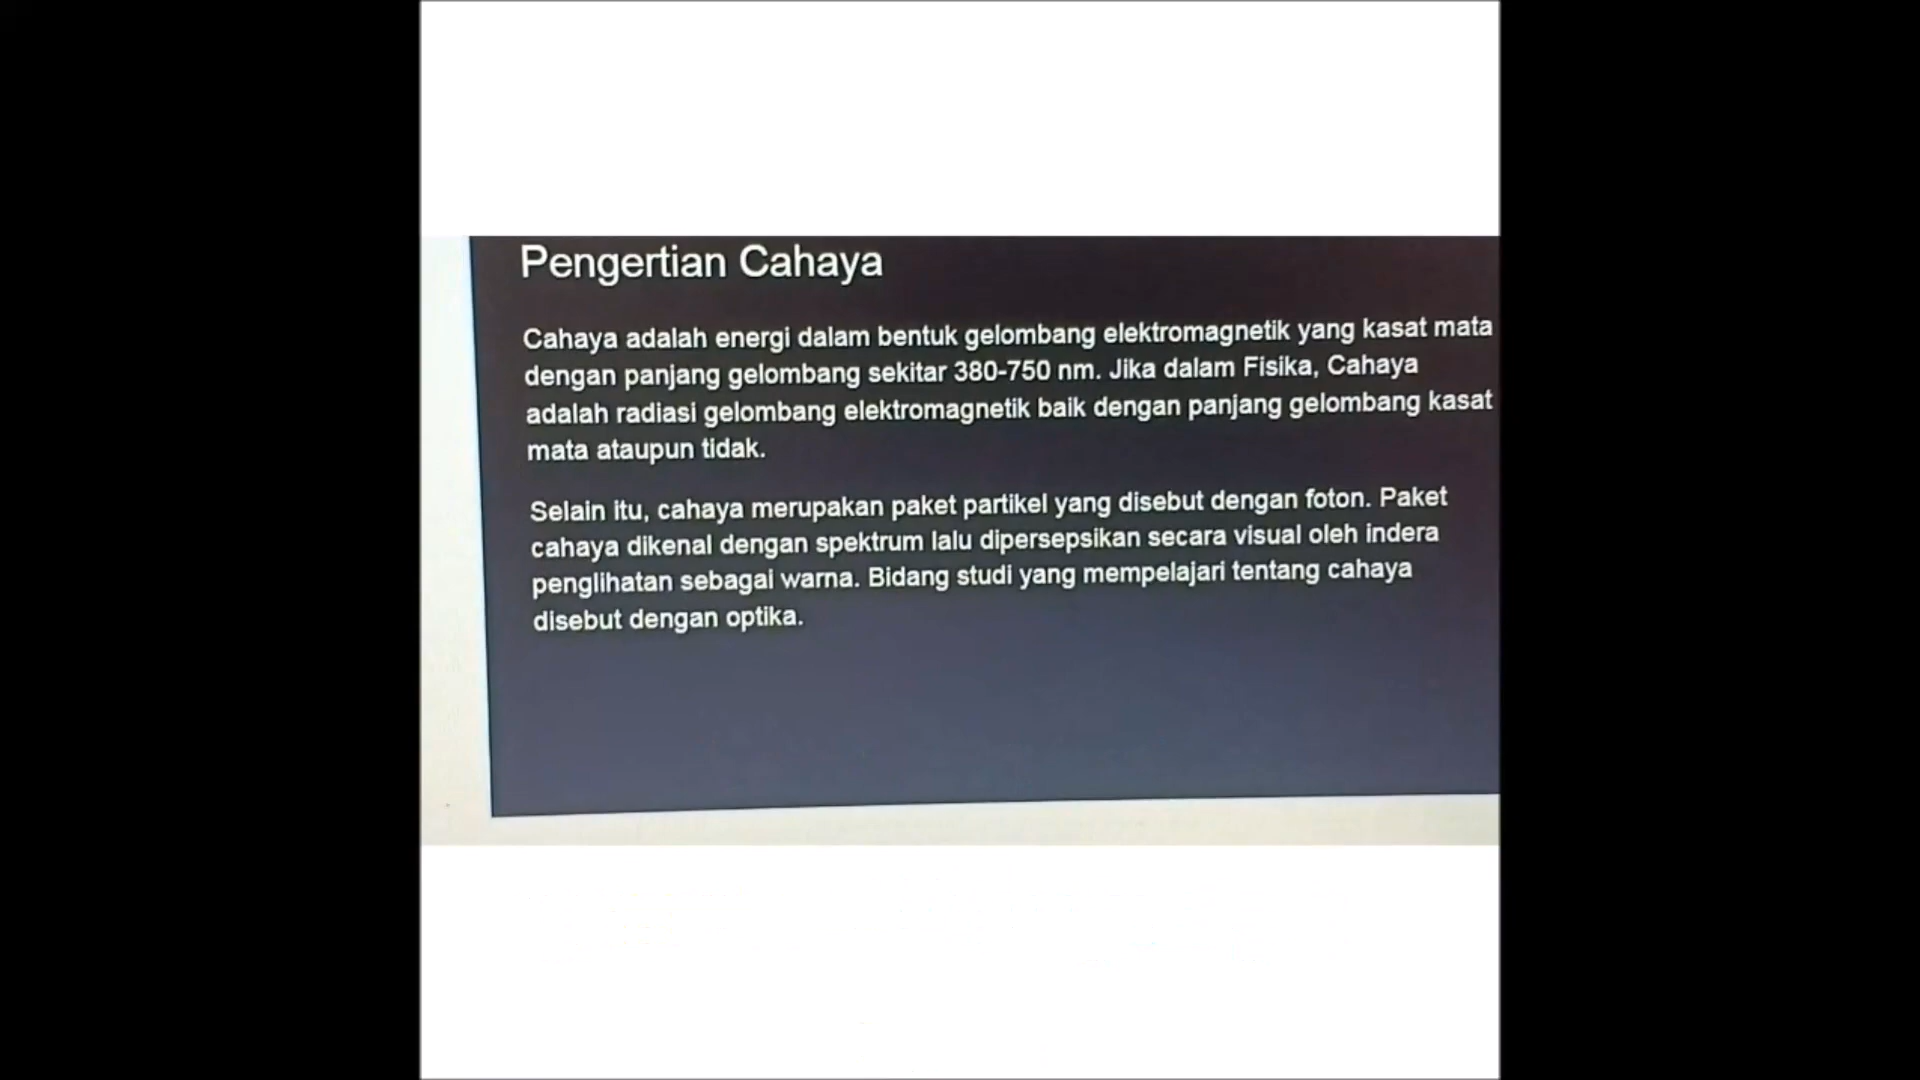 Pengertian Cahaya
Cahaya adalah energi dalam bentuk gelombang elektromagnetik yang kasat mata
dengan panjang gelombang sekitar 380-750 nm. Jika dalam Fisika, Cahaya
adalah radiasi gelombang elektromagnetik baik dengan panjang gelombang kasat
mata ataupun tidak.
Selain itu, cahaya merupakan paket partikel yang disebut dengan foton. Paket
cahaya dikenal dengan spektrum lalu dipersepsikan secara visual oleh indera
penglihatan sebagai warna. Bidang studi yang mempelajari tentang cahaya
disebut dengan optika.